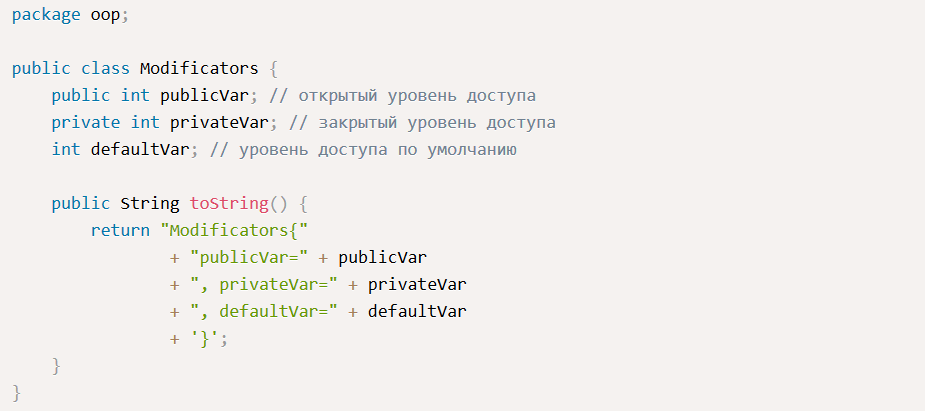 package oop;
public class Modificators {
public int publicVar; // открытый уровень доступа
private int privateVar; // закрытый уровень доступа
int defaultVar; // уровень доступа по умолчанию
public String toString() {
return "Modificators{"
+ "publicVar=" + publicVar
+ ", privateVar=" + privateVar
+ ", defaultVar=" + defaultVar
+ '}';
}
}